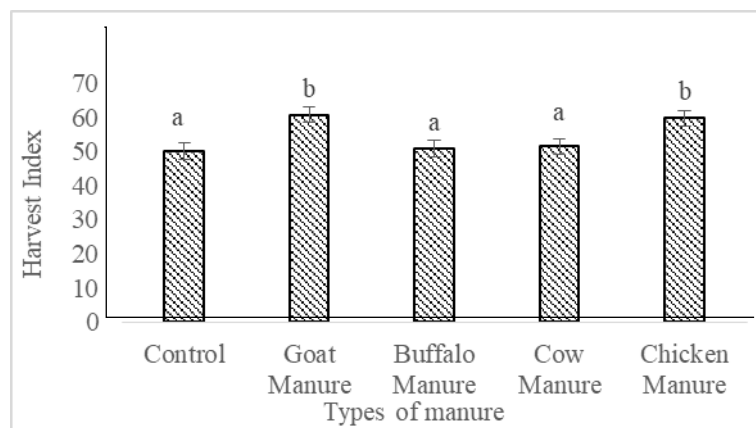 Harvest Index
70
60
50
40
30
20
10
0
a
b
a
a
b
Control
Goat
Manure
Buffalo
Manure
Cow
Manure
Chicken
Manure
Types of manure